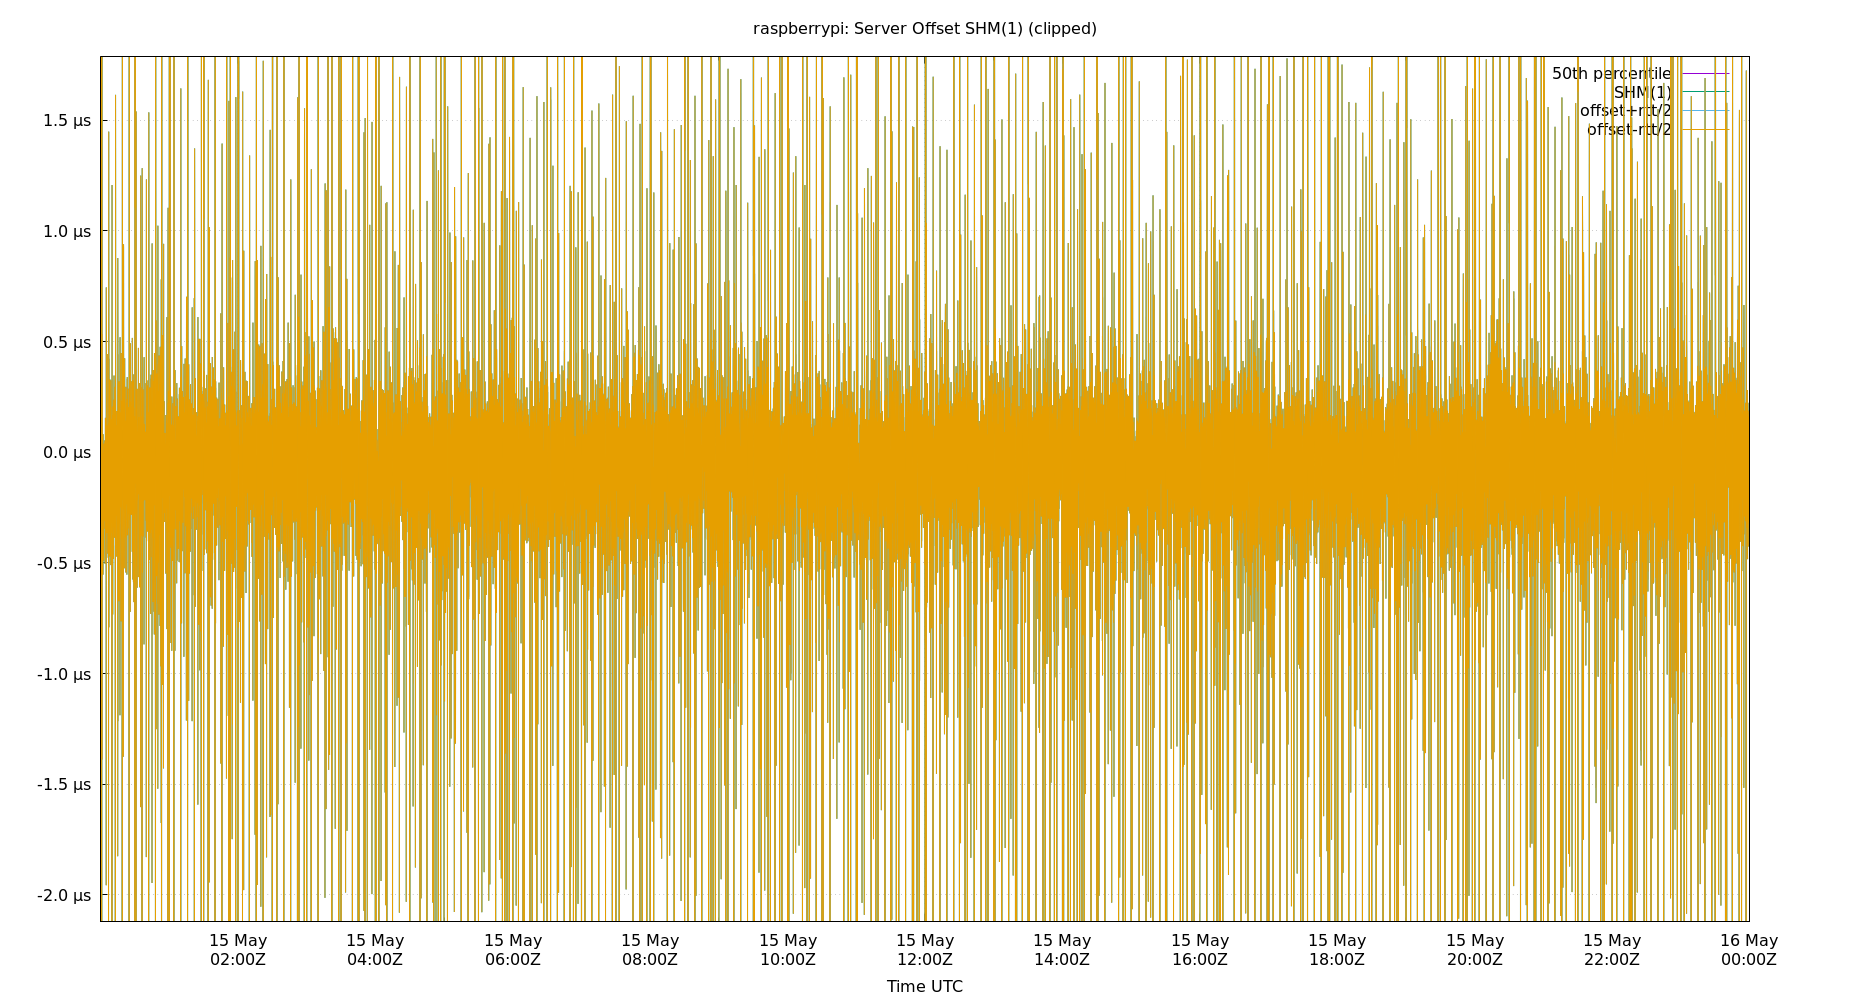 raspberrypi: Server Offset SHM(1) (clipped)
50th percentile
SHM(1)
offset+rtt/2
offset-rtt/2
1.5 µs
1.0 µs
0.5 µs
0.0 µs
-0.5 µs
-1.0 µs
-1.5 µs
-2.0 µs
15 May 15 May 15 May 15 May 15 May 15 May 15 May 15 May 15 May 15 May 15 May 16 May
02:00Z 04:00Z 06:00Z 08:00Z 10:00Z 12:00Z 14:00Z 16:00Z 18:00Z 20:00Z 22:00Z 00:00Z
Time UTC